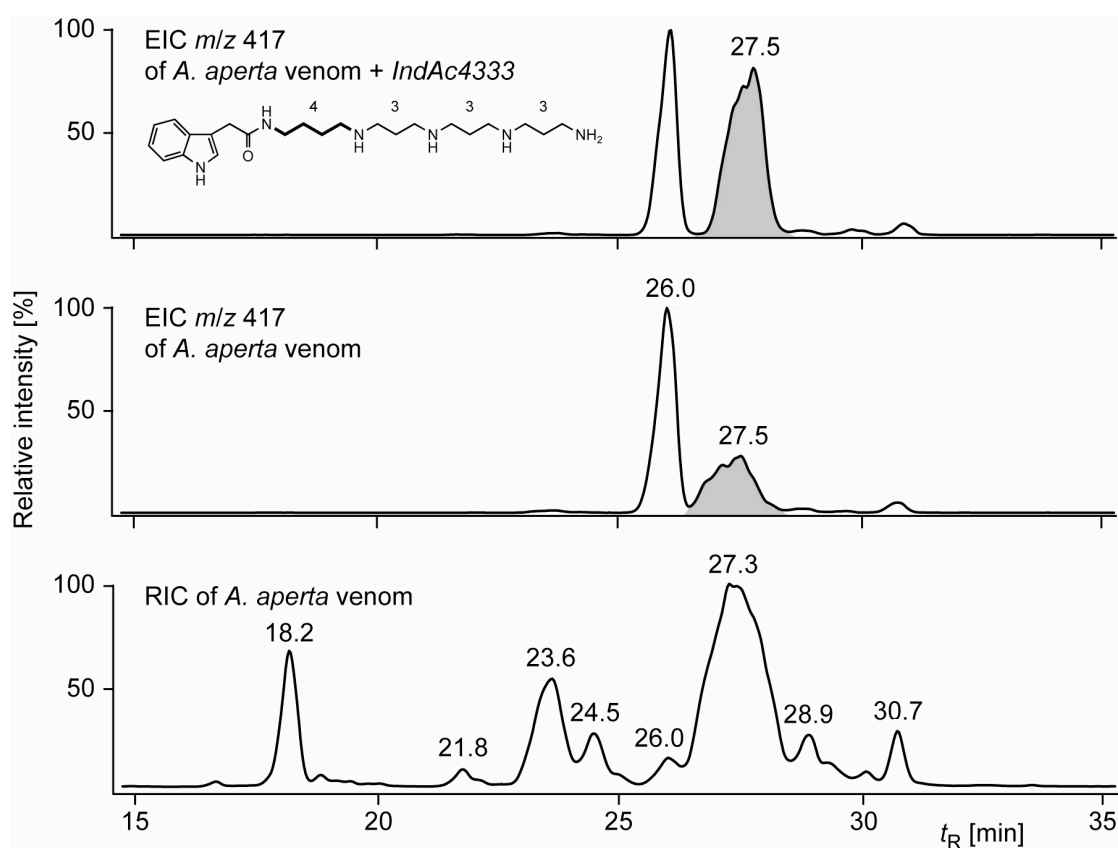 100
50
EIC m/z 417
of A. aperta venom + IndAc4333
4 3 3 3
H
N
O
N
H
N
H
N
H
N
H
NH2
27.5
Relative intensity [%]
100
50
EIC m/z 417
of A. aperta venom
26.0
27.5
100
50
RIC of A. aperta venom
18.2
21.8
23.6
24.5
26.0
27.3
28.9
30.7
15 20 25 30 35
tR [min]